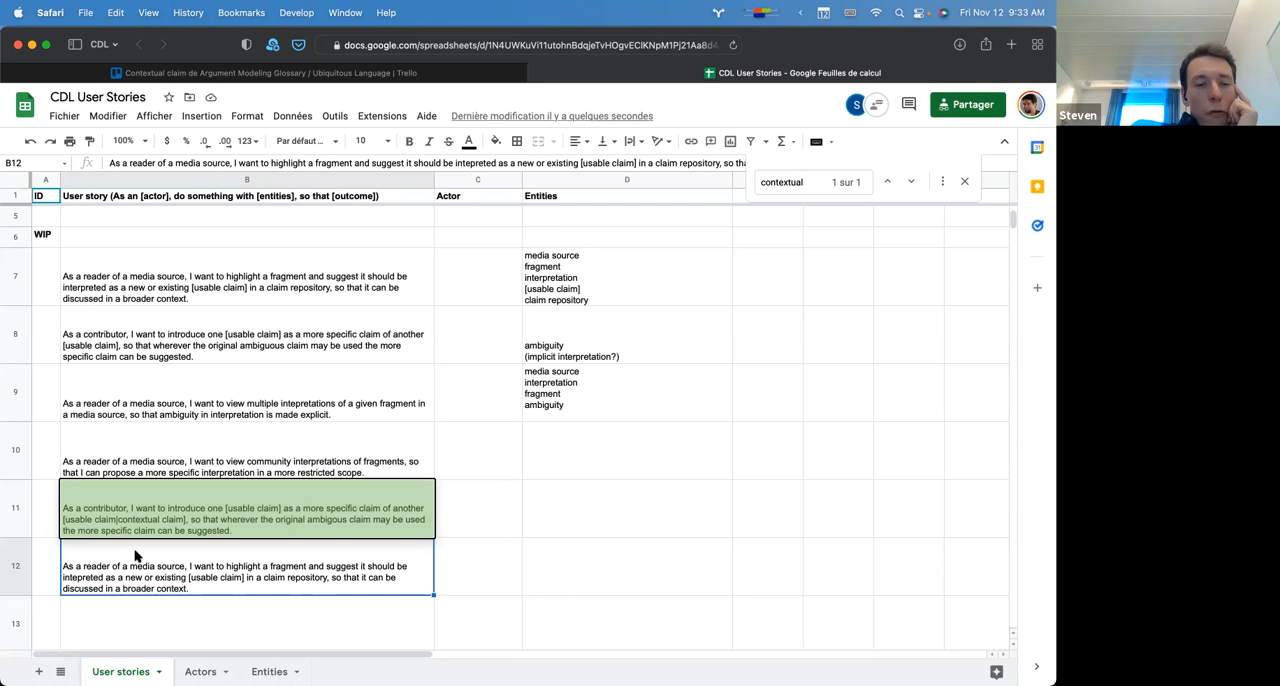 Safari File Edit View History Bookmarks Develop Window Help Fri Nov 12 9:33 AM
CDL docs.google.com/spreadsheets/d/1N4UWKuVi11utohnBdqjeTvHOgvEClKNpM1Pj21Aa8d4...
Contextual claim de Argument Modeling Glossary / Ubiquitous Language | Trello CDL User Stories - Google Feuilles de calcul
CDL User Stories
Fichier Modifier Afficher Insertion Format Données Outils Extensions Aide Dernière modification il y a quelques secondes
S Partager
100% $ % .0 .00 123 Par défaut ... 10 B I S A
B12 fx As a reader of a media source, I want to highlight a fragment and suggest it should be intepreted as a new or existing [usable claim] in a claim repository, so tha
contextual 1 sur 1
A B C D
1 ID User story (As an [actor], do something with [entities], so that [outcome]) Actor Entities
5
6 WIP
7
As a reader of a media source, I want to highlight a fragment and suggest it should be
interpreted as a new or existing [usable claim] in a claim repository, so that it can be
discussed in a broader context.
media source
fragment
interpretation
[usable claim]
claim repository
8
As a contributor, I want to introduce one [usable claim] as a more specific claim of another
[usable claim], so that wherever the original ambiguous claim may be used the more
specific claim can be suggested.
ambiguity
(implicit interpretation?)
9
As a reader of a media source, I want to view multiple intepretations of a given fragment in
a media source, so that ambiguity in interpretation is made explicit.
media source
interpretation
fragment
ambiguity
10
As a reader of a media source, I want to view community interpretations of fragments, so
that I can propose a more specific interpretation in a more restricted scope.
11
As a contributor, I want to introduce one [usable claim] as a more specific claim of another
[usable claim|contextual claim], so that wherever the original ambigous claim may be used
the more specific claim can be suggested.
12
As a reader of a media source, I want to highlight a fragment and suggest it should be
intepreted as a new or existing [usable claim] in a claim repository, so that it can be
discussed in a broader context.
13
User stories Actors Entities
Steven